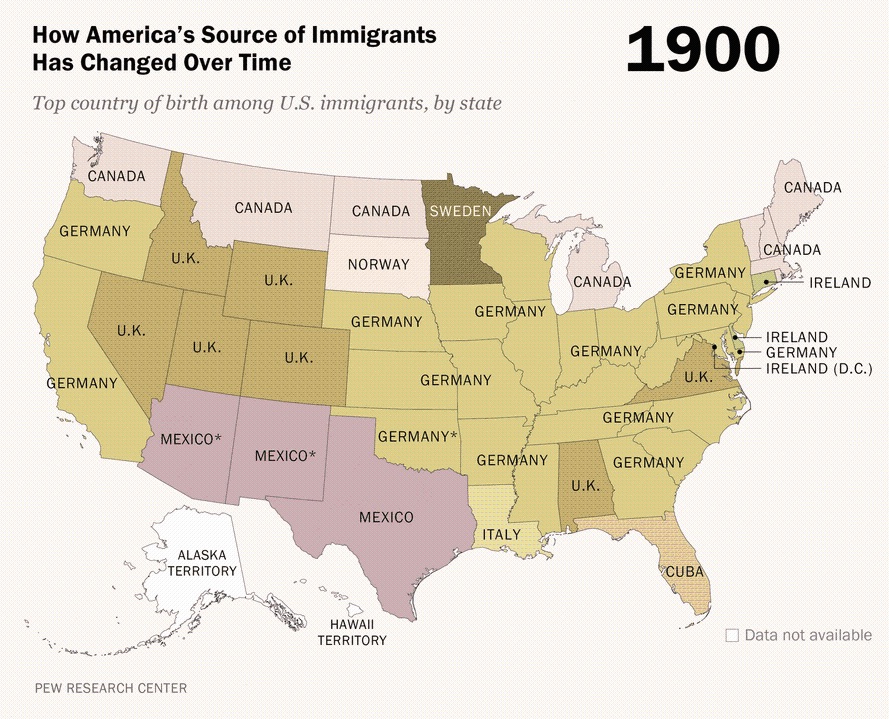 How America's Source of Immigrants
Has Changed Over Time
1900
Top country of birth among U.S. immigrants, by state
CANADA
CANADA
CANADA
SWEDEN
CANADA
GERMANY
U.K.
NORWAY
CANADA
CANADA
GERMANY
U.K.
IRELAND
U.K.
GERMANY
GERMANY
GERMANY
U.K.
U.K.
GERMANY
IRELAND
GERMANY
IRELAND (D.C.)
GERMANY
GERMANY
U.K.
MEXICO*
MEXICO*
GERMANY*
GERMANY
GERMANY
GERMANY
U.K.
MEXICO
ITALY
CUBA
ALASKA
TERRITORY
HAWAII
TERRITORY
Data not available
PEW RESEARCH CENTER